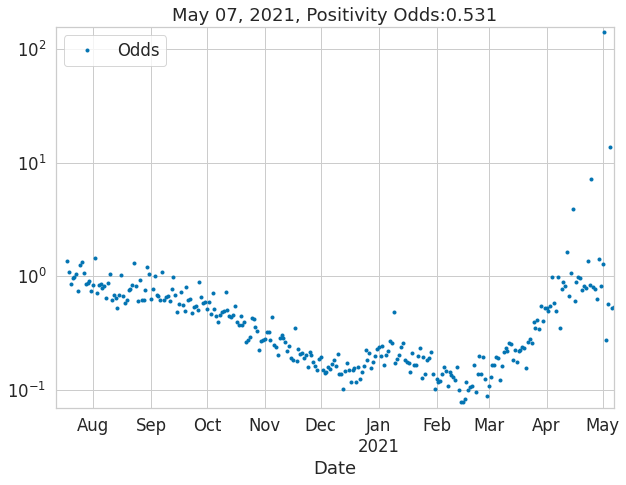 May 07, 2021, Positivity Odds:0.531
Odds
10²
10¹
10⁰
10⁻¹
Aug Sep Oct Nov Dec Jan Feb Mar Apr May
2021
Date